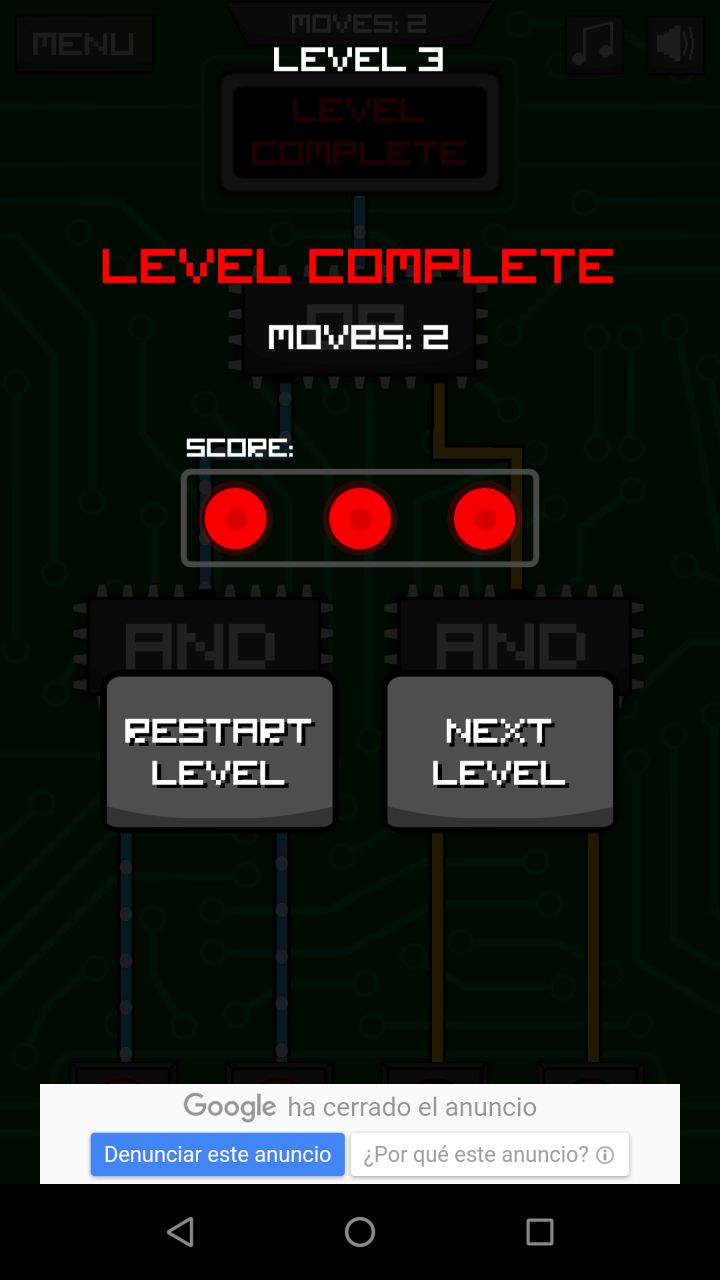 MOVES: 2
MENU
LEVEL 3
LEVEL
COMPLETE
LEVEL COMPLETE
OR
MOVES: 2
SCORE:
AND AND
RESTART
LEVEL
NEXT
LEVEL
Google ha cerrado el anuncio
Denunciar este anuncio
¿Por qué este anuncio?